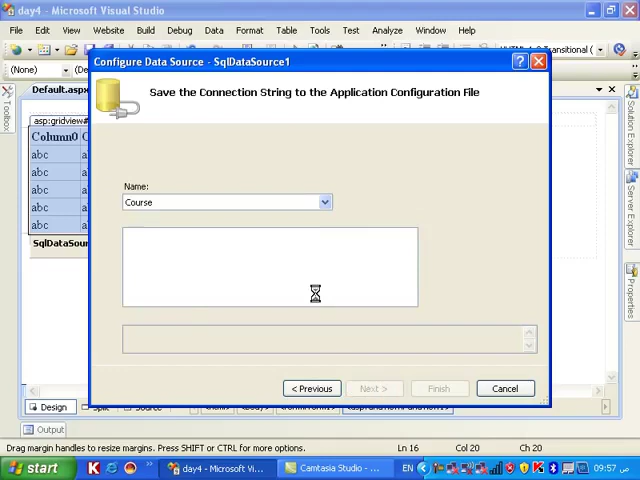 day4 - Microsoft Visual Studio
File Edit View Website Build Debug Format Table Tools Test Analyze Window Help
(None)
Transitional (
Default.aspx
asp:gridview#
Column0
abc
abc
abc
abc
abc
SqlDataSour
Toolbox
Solution Explorer
Server Explorer
Properties
Configure Data Source - SqlDataSource1
Save the Connection String to the Application Configuration File
Name:
Course
< Previous
Next >
Finish
Cancel
Design
Split
Source
Output
Drag margin handles to resize margins. Press SHIFT or CTRL for more options.
Ln 16
Col 20
Ch 20
start
day4 - Microsoft Vis...
Camtasia Studio - ...
EN
09:57 ص